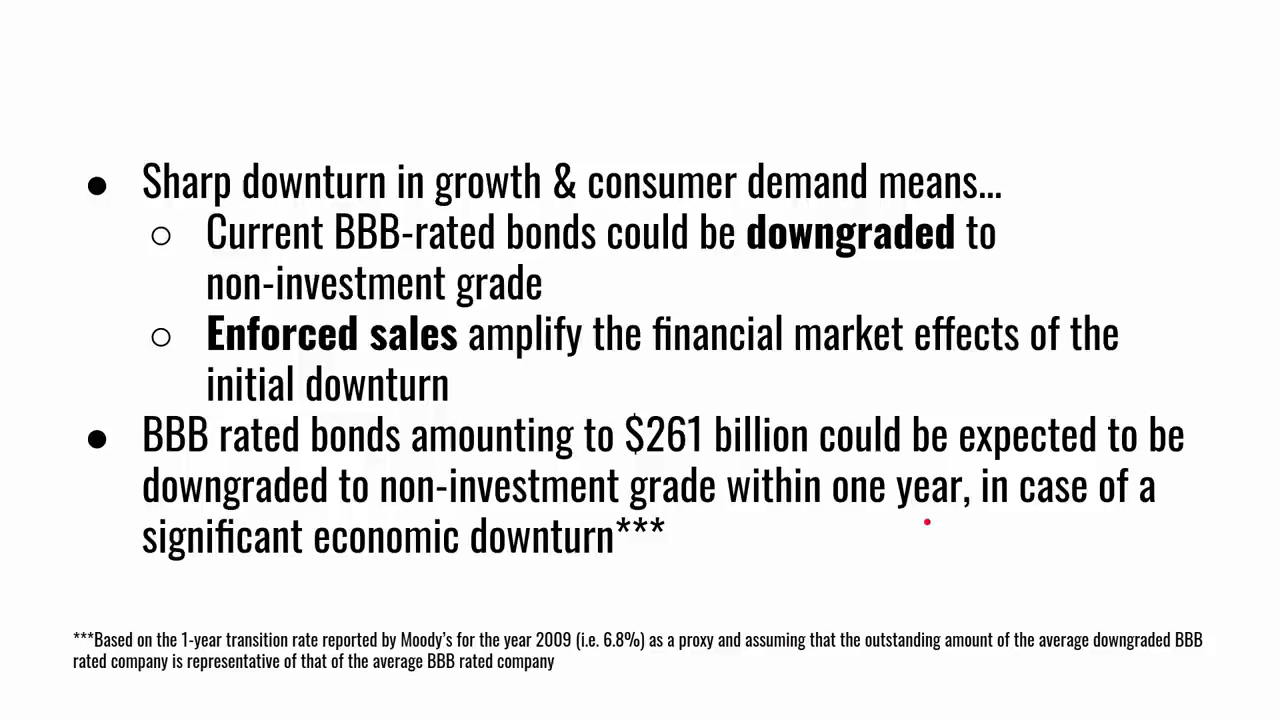 ● Sharp downturn in growth & consumer demand means...
○ Current BBB-rated bonds could be downgraded to
non-investment grade
○ Enforced sales amplify the financial market effects of the
initial downturn
● BBB rated bonds amounting to $261 billion could be expected to be
downgraded to non-investment grade within one year, in case of a
significant economic downturn***
***Based on the 1-year transition rate reported by Moody's for the year 2009 (i.e. 6.8%) as a proxy and assuming that the outstanding amount of the average downgraded BBB
rated company is representative of that of the average BBB rated company